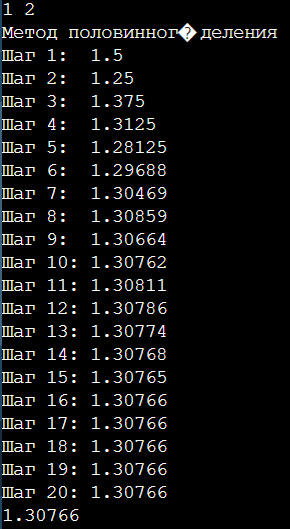 1 2
Метод половинног�деления
Шаг 1:  1.5
Шаг 2:  1.25
Шаг 3:  1.375
Шаг 4:  1.3125
Шаг 5:  1.28125
Шаг 6:  1.29688
Шаг 7:  1.30469
Шаг 8:  1.30859
Шаг 9:  1.30664
Шаг 10: 1.30762
Шаг 11: 1.30811
Шаг 12: 1.30786
Шаг 13: 1.30774
Шаг 14: 1.30768
Шаг 15: 1.30765
Шаг 16: 1.30766
Шаг 17: 1.30766
Шаг 18: 1.30766
Шаг 19: 1.30766
Шаг 20: 1.30766
1.30766